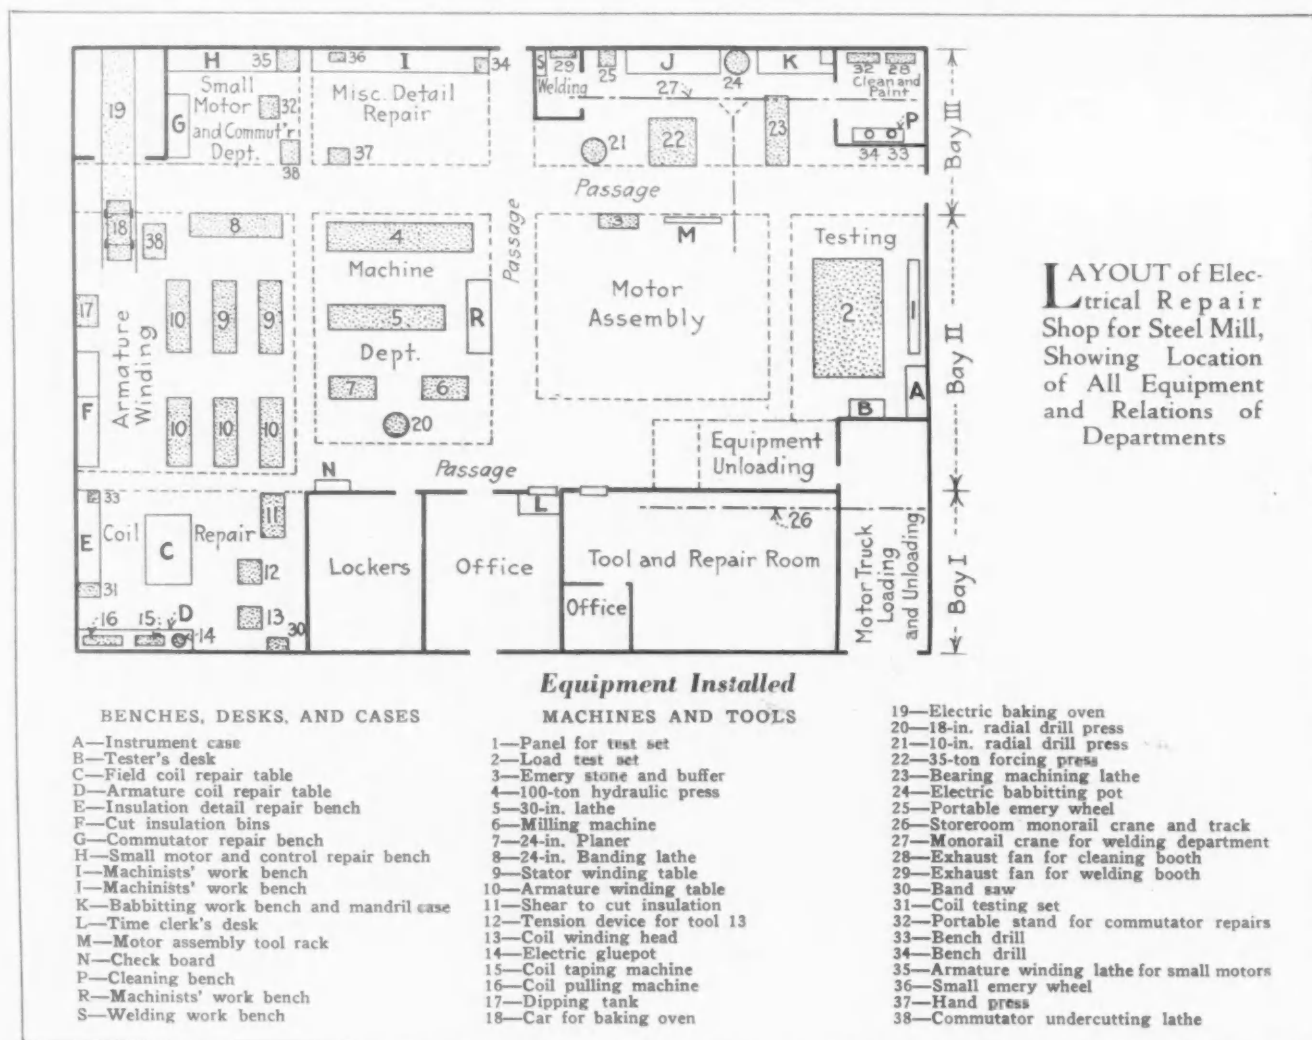 H
35
36
I
34
S
29
25
J
24
K
32
28
19
Small
Motor
and Commut'r
Dept.
32
G
38
Misc. Detail
Repair
37
Welding
27
Clean and
Paint
P
21
22
23
34
33
Bay III
Passage
18
38
8
4
Machine
Passage
3
M
Testing
17
10
9
9
5
R
Motor
Assembly
2
I
Armature
Winding
Dept.
7
6
A
B
F
10
10
10
20
Bay II
Equipment
Unloading
N
Passage
33
11
L
26
E
Coil
Repair
C
Lockers
Office
Tool and Repair Room
12
31
D
13
16
15
14
30
Office
Motor Truck
Loading
and Unloading
Bay I
LAYOUT of Elec-
trical Repair
Shop for Steel Mill,
Showing Location
of All Equipment
and Relations of
Departments
Equipment Installed
BENCHES, DESKS, AND CASES
A—Instrument case
B—Tester's desk
C—Field coil repair table
D—Armature coil repair table
E—Insulation detail repair bench
F—Cut insulation bins
G—Commutator repair bench
H—Small motor and control repair bench
I—Machinists' work bench
I—Machinists' work bench
K—Babbitting work bench and mandril case
L—Time clerk's desk
M—Motor assembly tool rack
N—Check board
P—Cleaning bench
R—Machinists' work bench
S—Welding work bench
MACHINES AND TOOLS
1—Panel for test set
2—Load test set
3—Emery stone and buffer
4—100-ton hydraulic press
5—30-in. lathe
6—Milling machine
7—24-in. Planer
8—24-in. Banding lathe
9—Stator winding table
10—Armature winding table
11—Shear to cut insulation
12—Tension device for tool 13
13—Coil winding head
14—Electric gluepot
15—Coil taping machine
16—Coil pulling machine
17—Dipping tank
18—Car for baking oven
19—Electric baking oven
20—18-in. radial drill press
21—10-in. radial drill press
22—35-ton forcing press
23—Bearing machining lathe
24—Electric babbitting pot
25—Portable emery wheel
26—Storeroom monorail crane and track
27—Monorail crane for welding department
28—Exhaust fan for cleaning booth
29—Exhaust fan for welding booth
30—Band saw
31—Coil testing set
32—Portable stand for commutator repairs
33—Bench drill
34—Bench drill
35—Armature winding lathe for small motors
36—Small emery wheel
37—Hand press
38—Commutator undercutting lathe